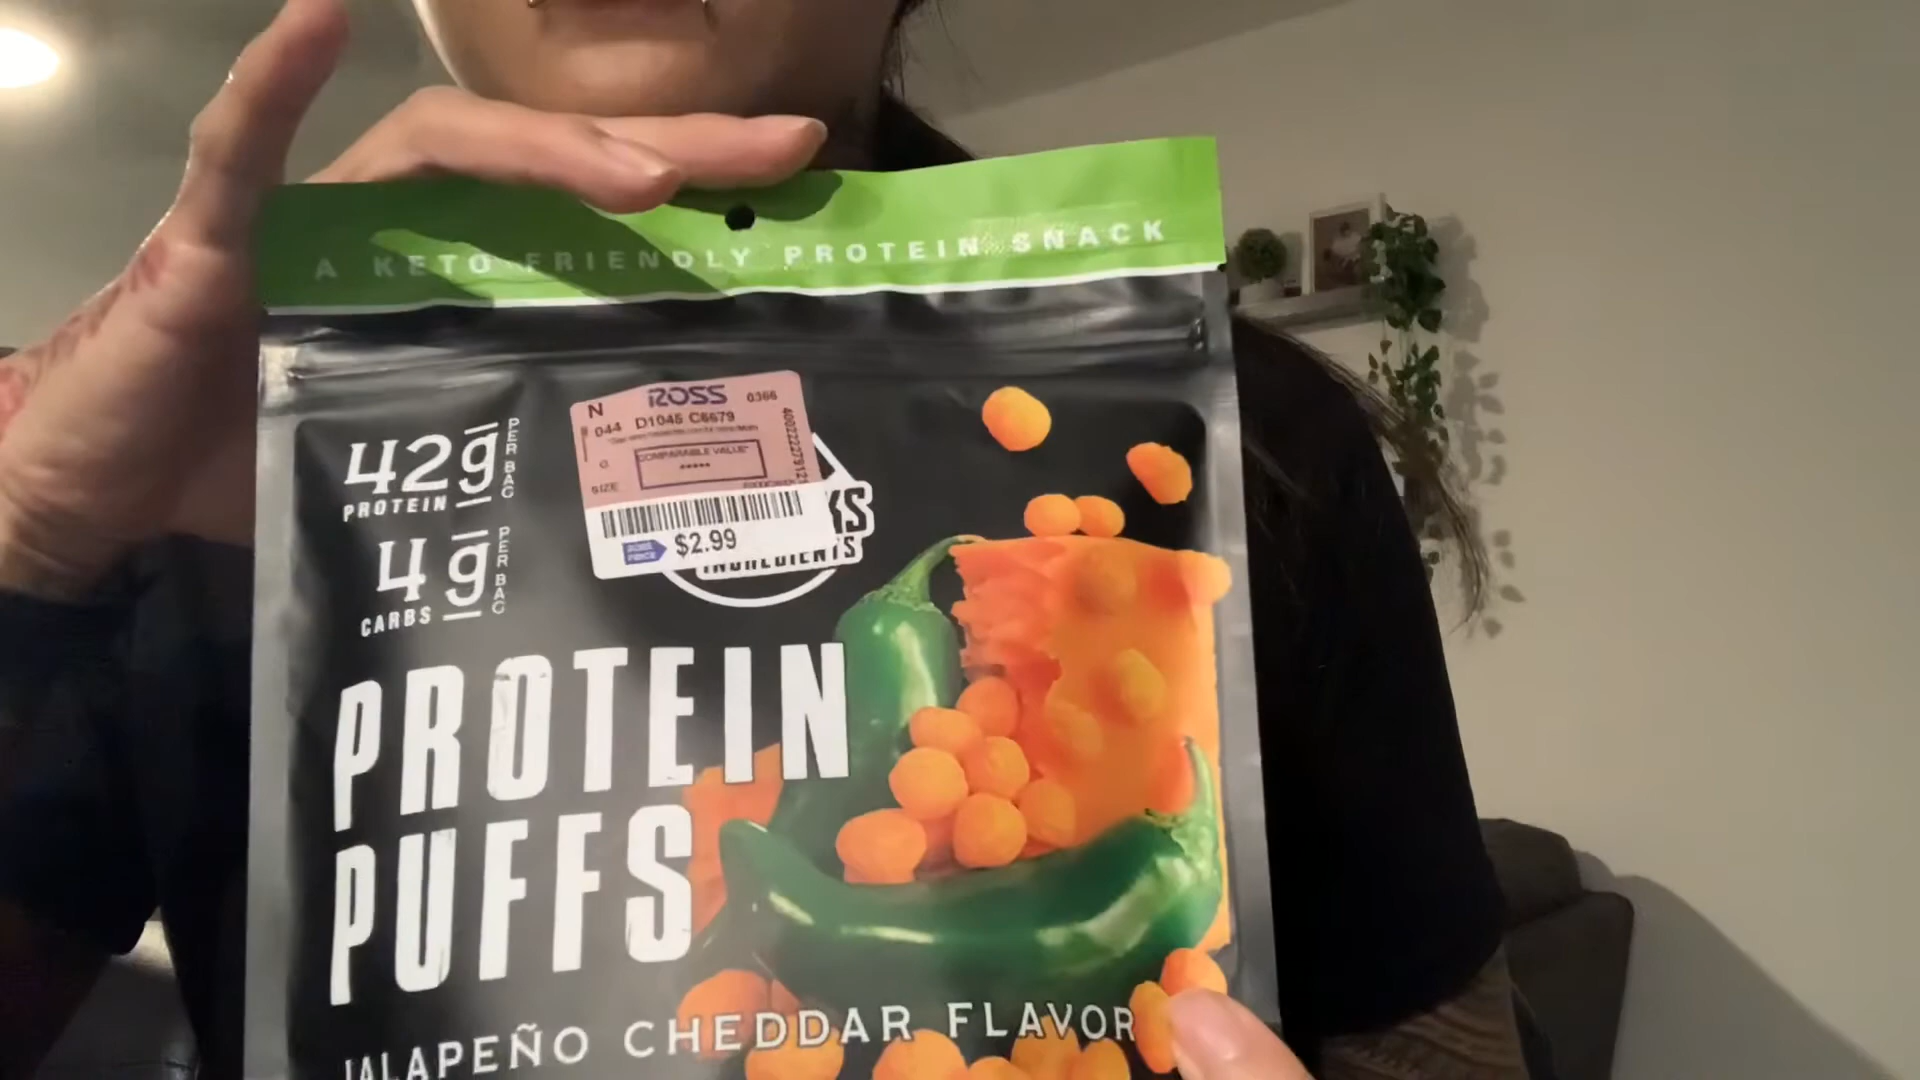 A KETO FRIENDLY PROTEIN SNACK
N ROSS 0366
044 D1045 C6679
COMPARABLE VALUE*
*****
SIZE
$2.99
KS
INGREDIENTS
42g PER BAG
PROTEIN
4g PER BAG
CARBS
PROTEIN
PUFFS
JALAPEÑO CHEDDAR FLAVOR